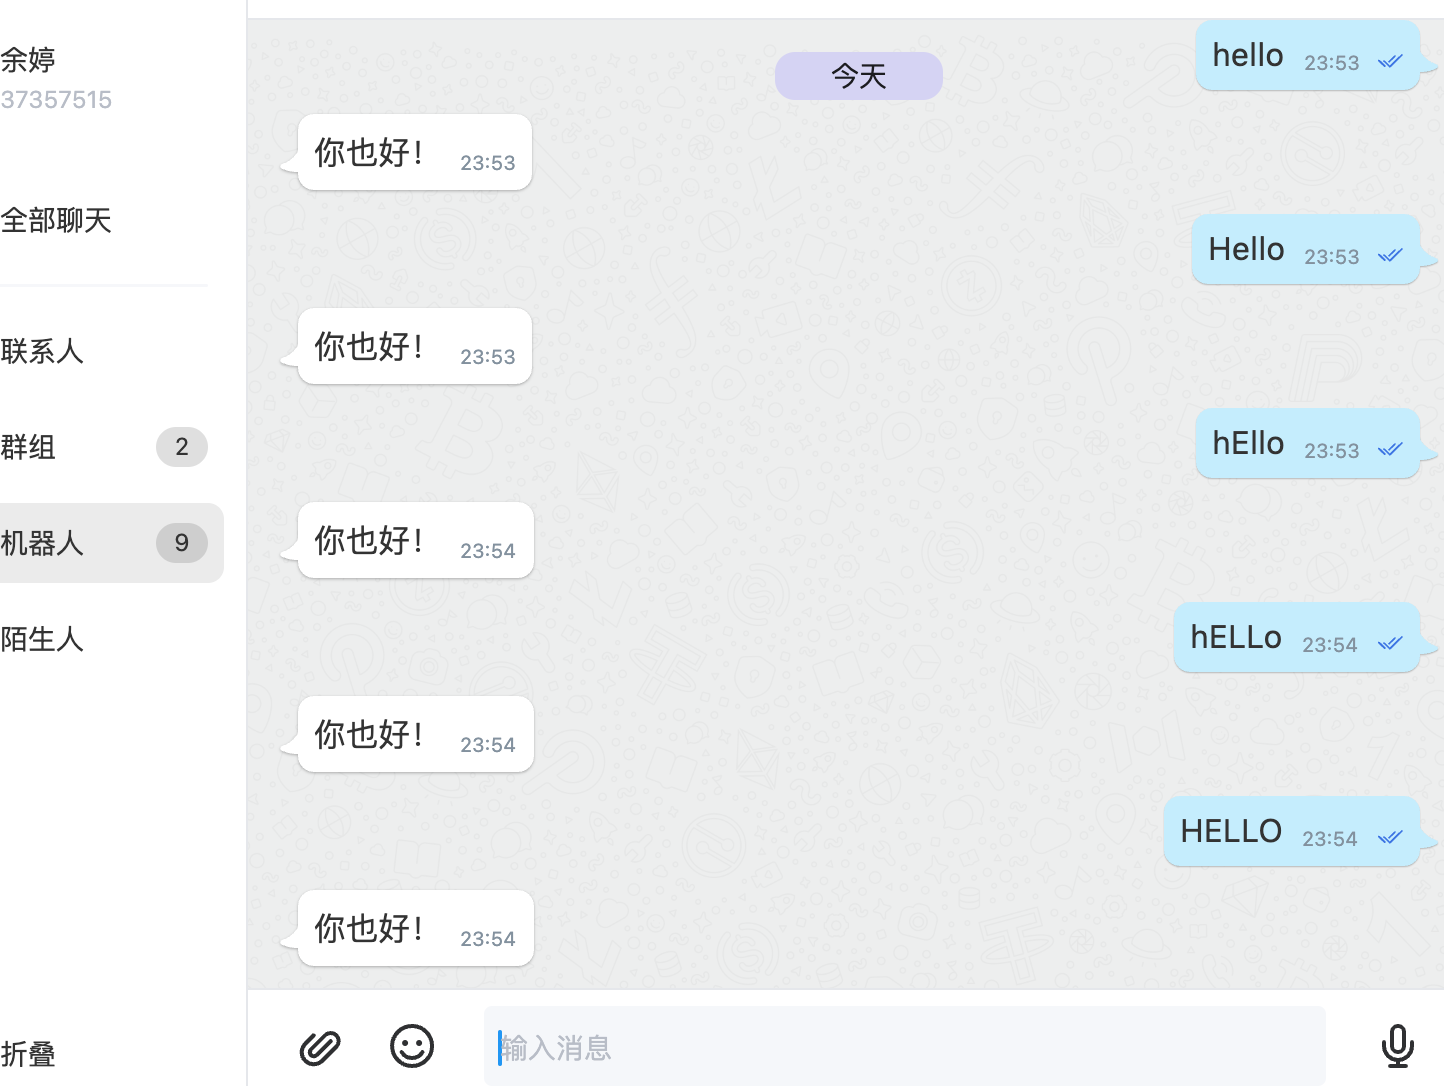 余婷
37357515
全部聊天
联系人
群组 2
机器人 9
陌生人
折叠
hello 23:53
今天
你也好！ 23:53
Hello 23:53
你也好！ 23:53
hEllo 23:53
你也好！ 23:54
hELLo 23:54
你也好！ 23:54
HELLO 23:54
你也好！ 23:54
输入消息